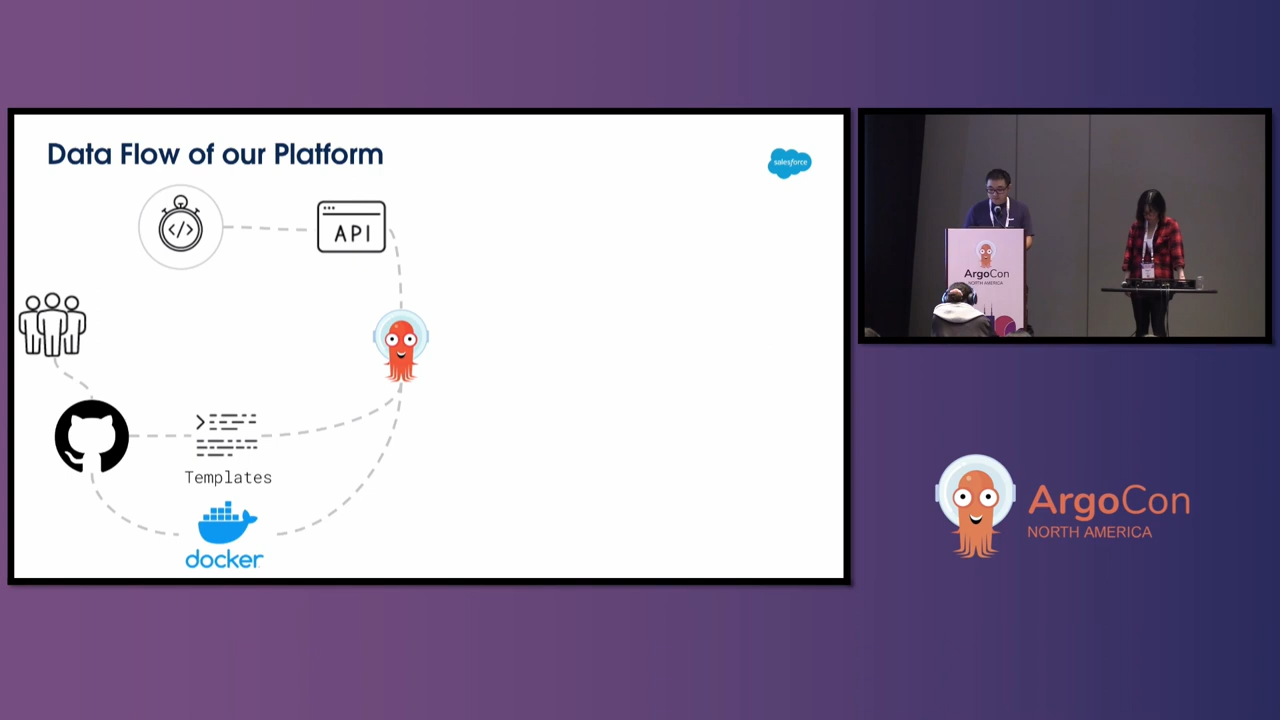 Data Flow of our Platform
salesforce
</>
API
Templates
docker
ArgoCon
NORTH AMERICA
ArgoCon
NORTH AMERICA